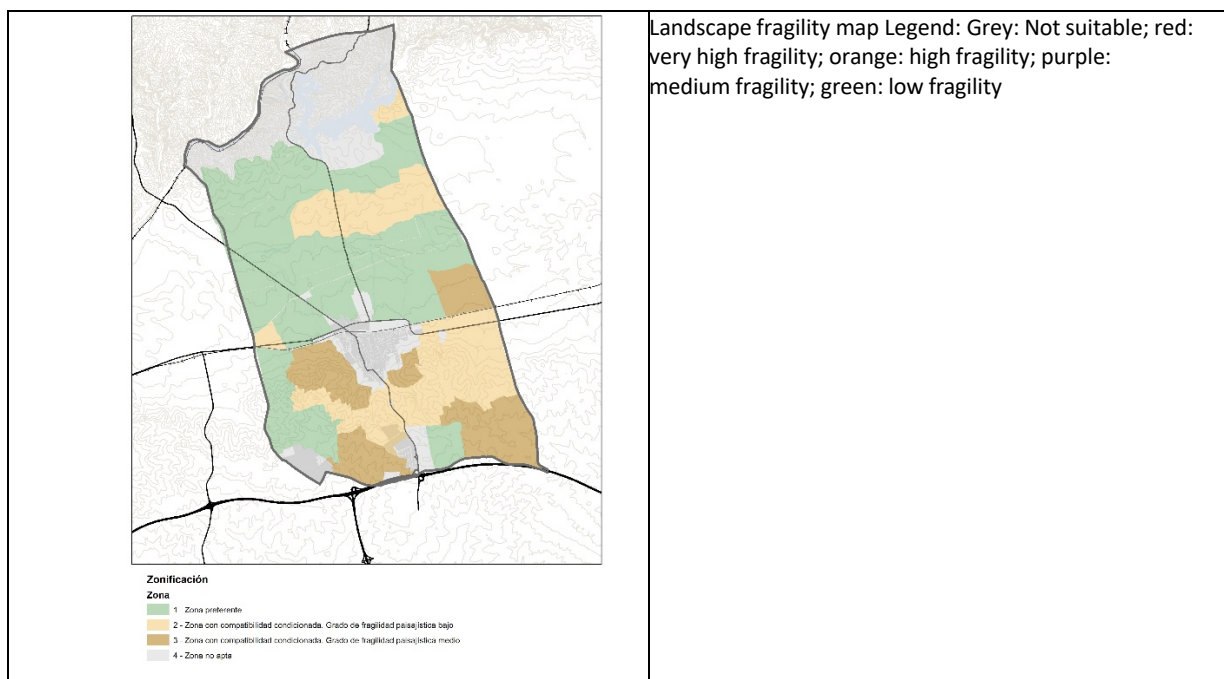 Landscape fragility map Legend: Grey: Not suitable; red:
very high fragility; orange: high fragility; purple:
medium fragility; green: low fragility
Zonificación
Zona
1 - Zona preferente
2 - Zona con compatibilidad condicionada. Grado de fragilidad paisajística bajo
3 - Zona con compatibilidad condicionada. Grado de fragilidad paisajística medio
4 - Zona no apta